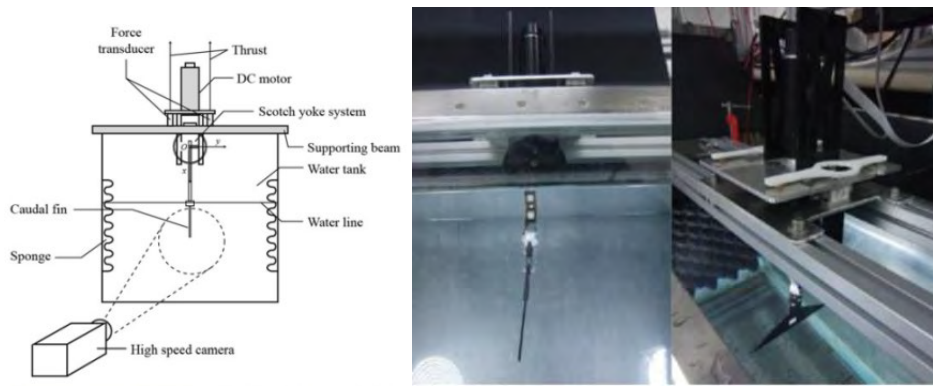 Force
transducer
Thrust
DC motor
Scotch yoke system
O
y
x
Supporting beam
Water tank
Caudal fin
Water line
Sponge
High speed camera